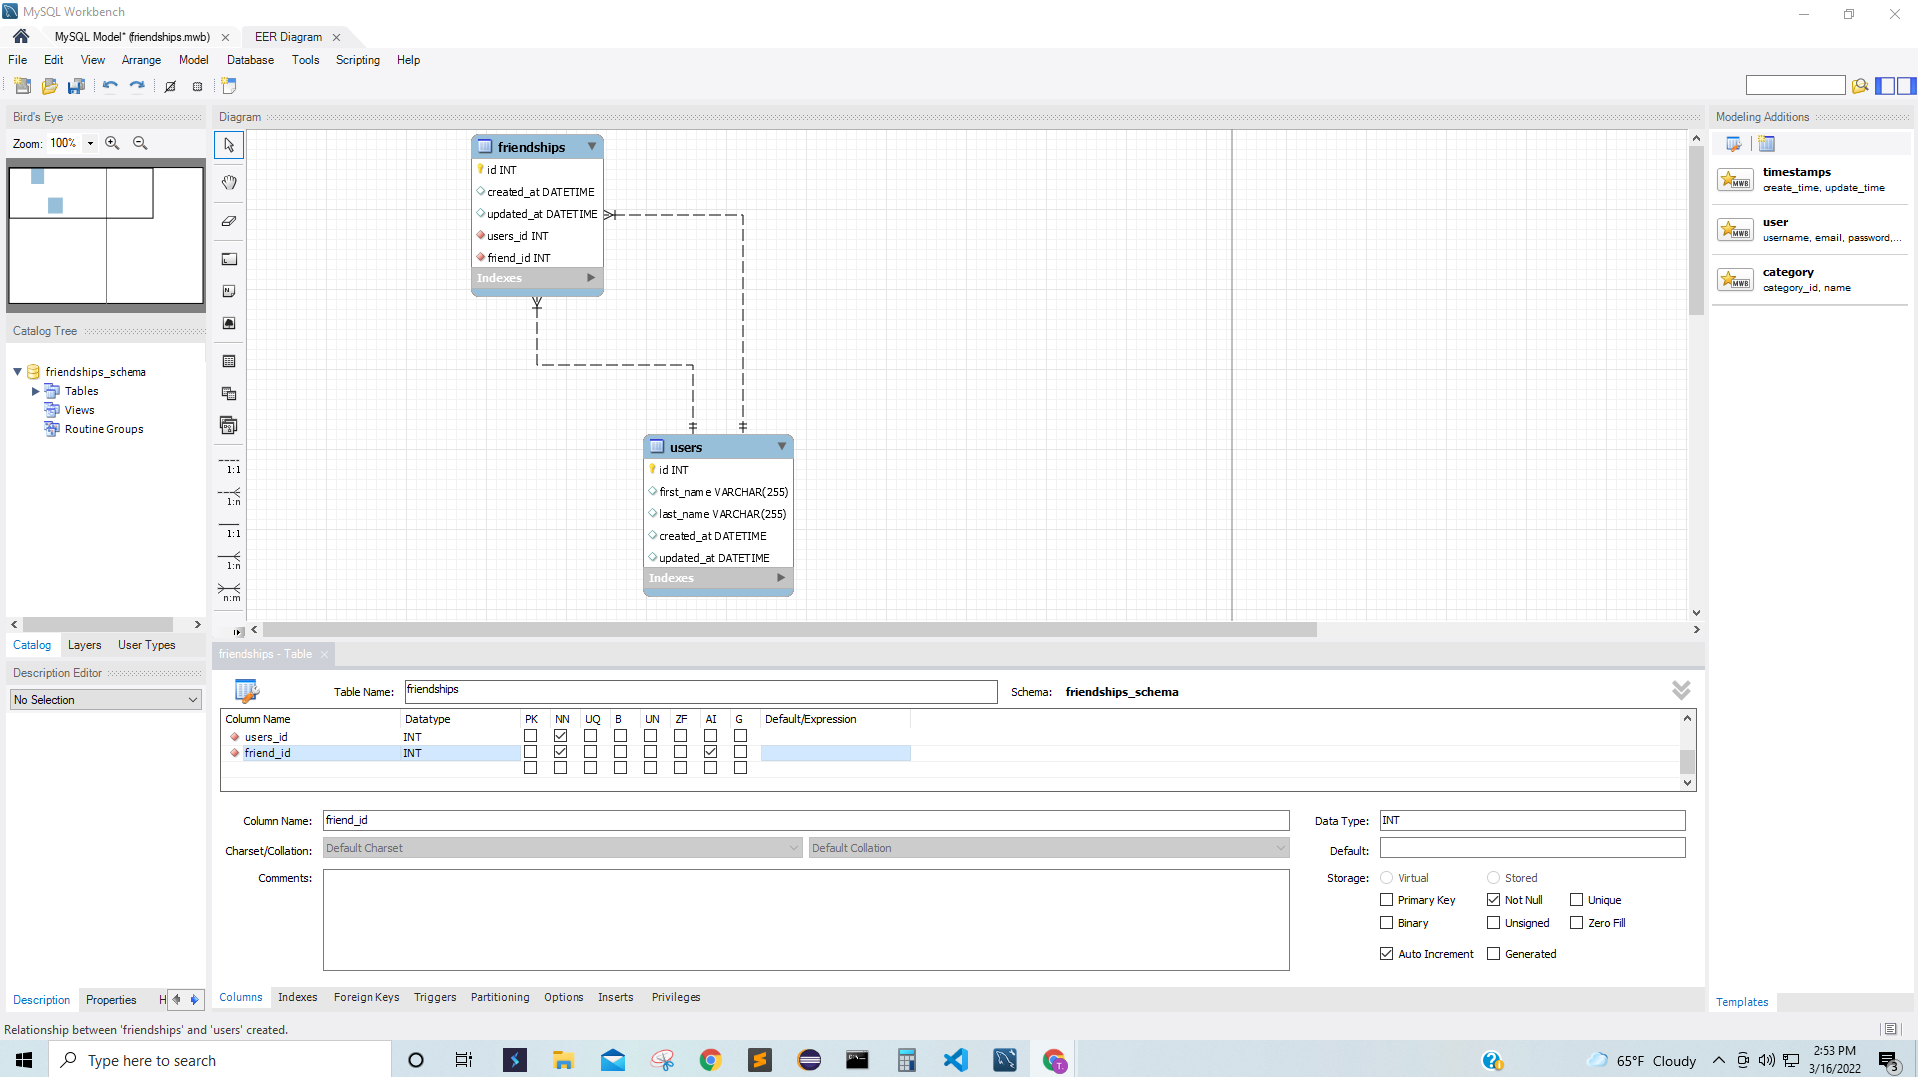 MySQL Workbench
MySQL Model* (friendships.mwb)
EER Diagram
File Edit View Arrange Model Database Tools Scripting Help
Bird's Eye
Zoom: 100%
Diagram
friendships
id INT
created_at DATETIME
updated_at DATETIME
users_id INT
friend_id INT
Indexes
users
id INT
first_name VARCHAR(255)
last_name VARCHAR(255)
created_at DATETIME
updated_at DATETIME
Indexes
1:1
1:n
1:1
1:n
n:m
Modeling Additions
timestamps
create_time, update_time
user
username, email, password,...
category
category_id, name
Templates
Catalog Tree
friendships_schema
Tables
Views
Routine Groups
Catalog Layers User Types
Description Editor
No Selection
Description Properties H
friendships - Table
Table Name: friendships Schema: friendships_schema
Column Name Datatype PK NN UQ B UN ZF AI G Default/Expression
users_id INT
friend_id INT
Column Name: friend_id Data Type: INT
Charset/Collation: Default Charset Default Collation Default:
Comments: Storage: Virtual Stored
Primary Key Not Null Unique
Binary Unsigned Zero Fill
Auto Increment Generated
Columns Indexes Foreign Keys Triggers Partitioning Options Inserts Privileges
Relationship between 'friendships' and 'users' created.
Type here to search
65°F Cloudy
2:53 PM
3/16/2022
3